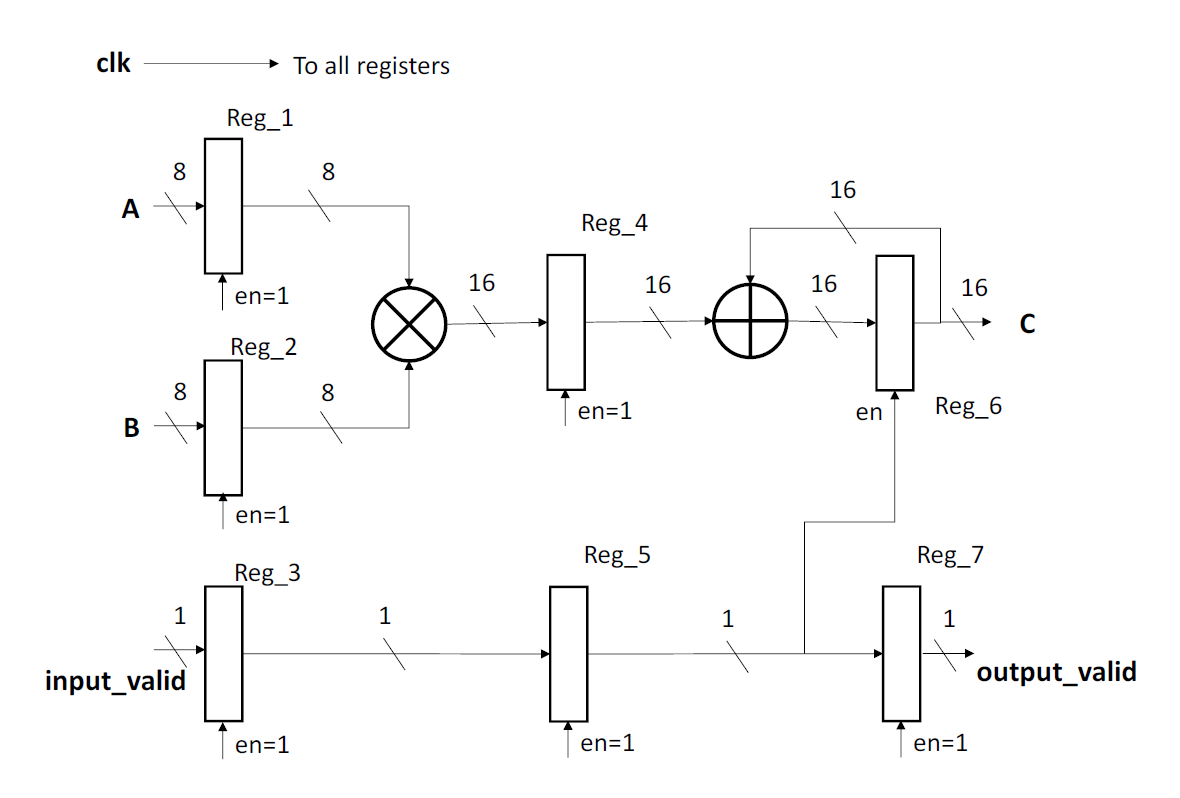 clk
To all registers
Reg_1
8
8
A
en=1
16
Reg_4
16
16
16
16
C
Reg_2
8
8
B
en=1
en=1
en
Reg_6
Reg_3
Reg_5
Reg_7
1
1
1
1
input_valid
output_valid
en=1
en=1
en=1